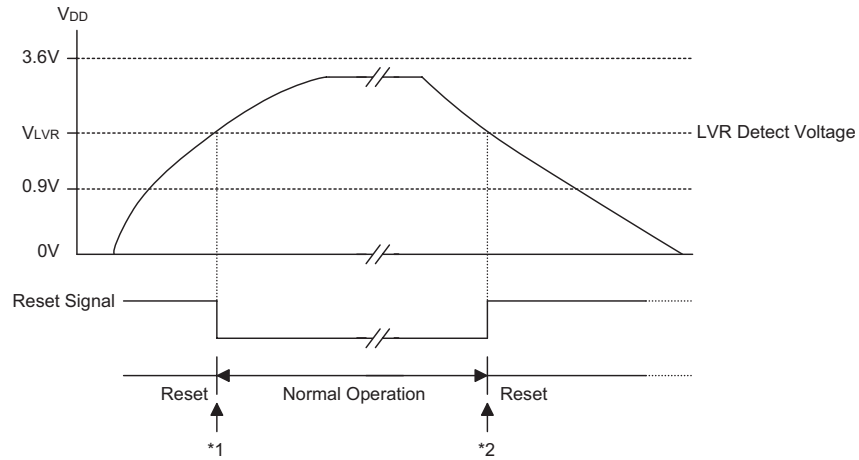 VDD
3.6V
VLVR
LVR Detect Voltage
0.9V
0V
Reset Signal
Reset
Normal Operation
Reset
*1
*2